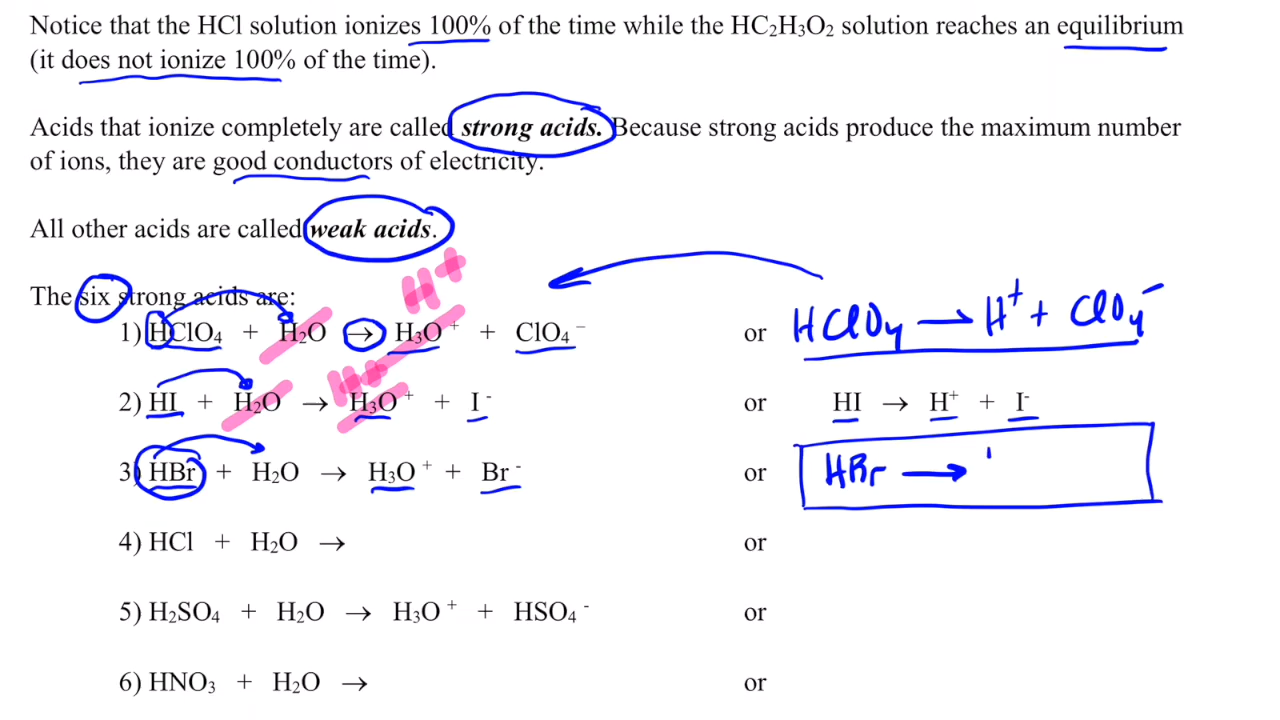 Notice that the HCl solution ionizes 100% of the time while the HC₂H₃O₂ solution reaches an equilibrium
(it does not ionize 100% of the time).
Acids that ionize completely are called strong acids. Because strong acids produce the maximum number
of ions, they are good conductors of electricity.
All other acids are called weak acids.
H⁺
The six strong acids are:
1) HClO₄ + H₂O → H₃O⁺ + ClO₄⁻ or HClO₄ → H⁺ + ClO₄⁻
H⁺
2) HI + H₂O → H₃O⁺ + I⁻ or HI → H⁺ + I⁻
3) HBr + H₂O → H₃O⁺ + Br⁻ or HBr →
4) HCl + H₂O → or
5) H₂SO₄ + H₂O → H₃O⁺ + HSO₄⁻ or
6) HNO₃ + H₂O → or